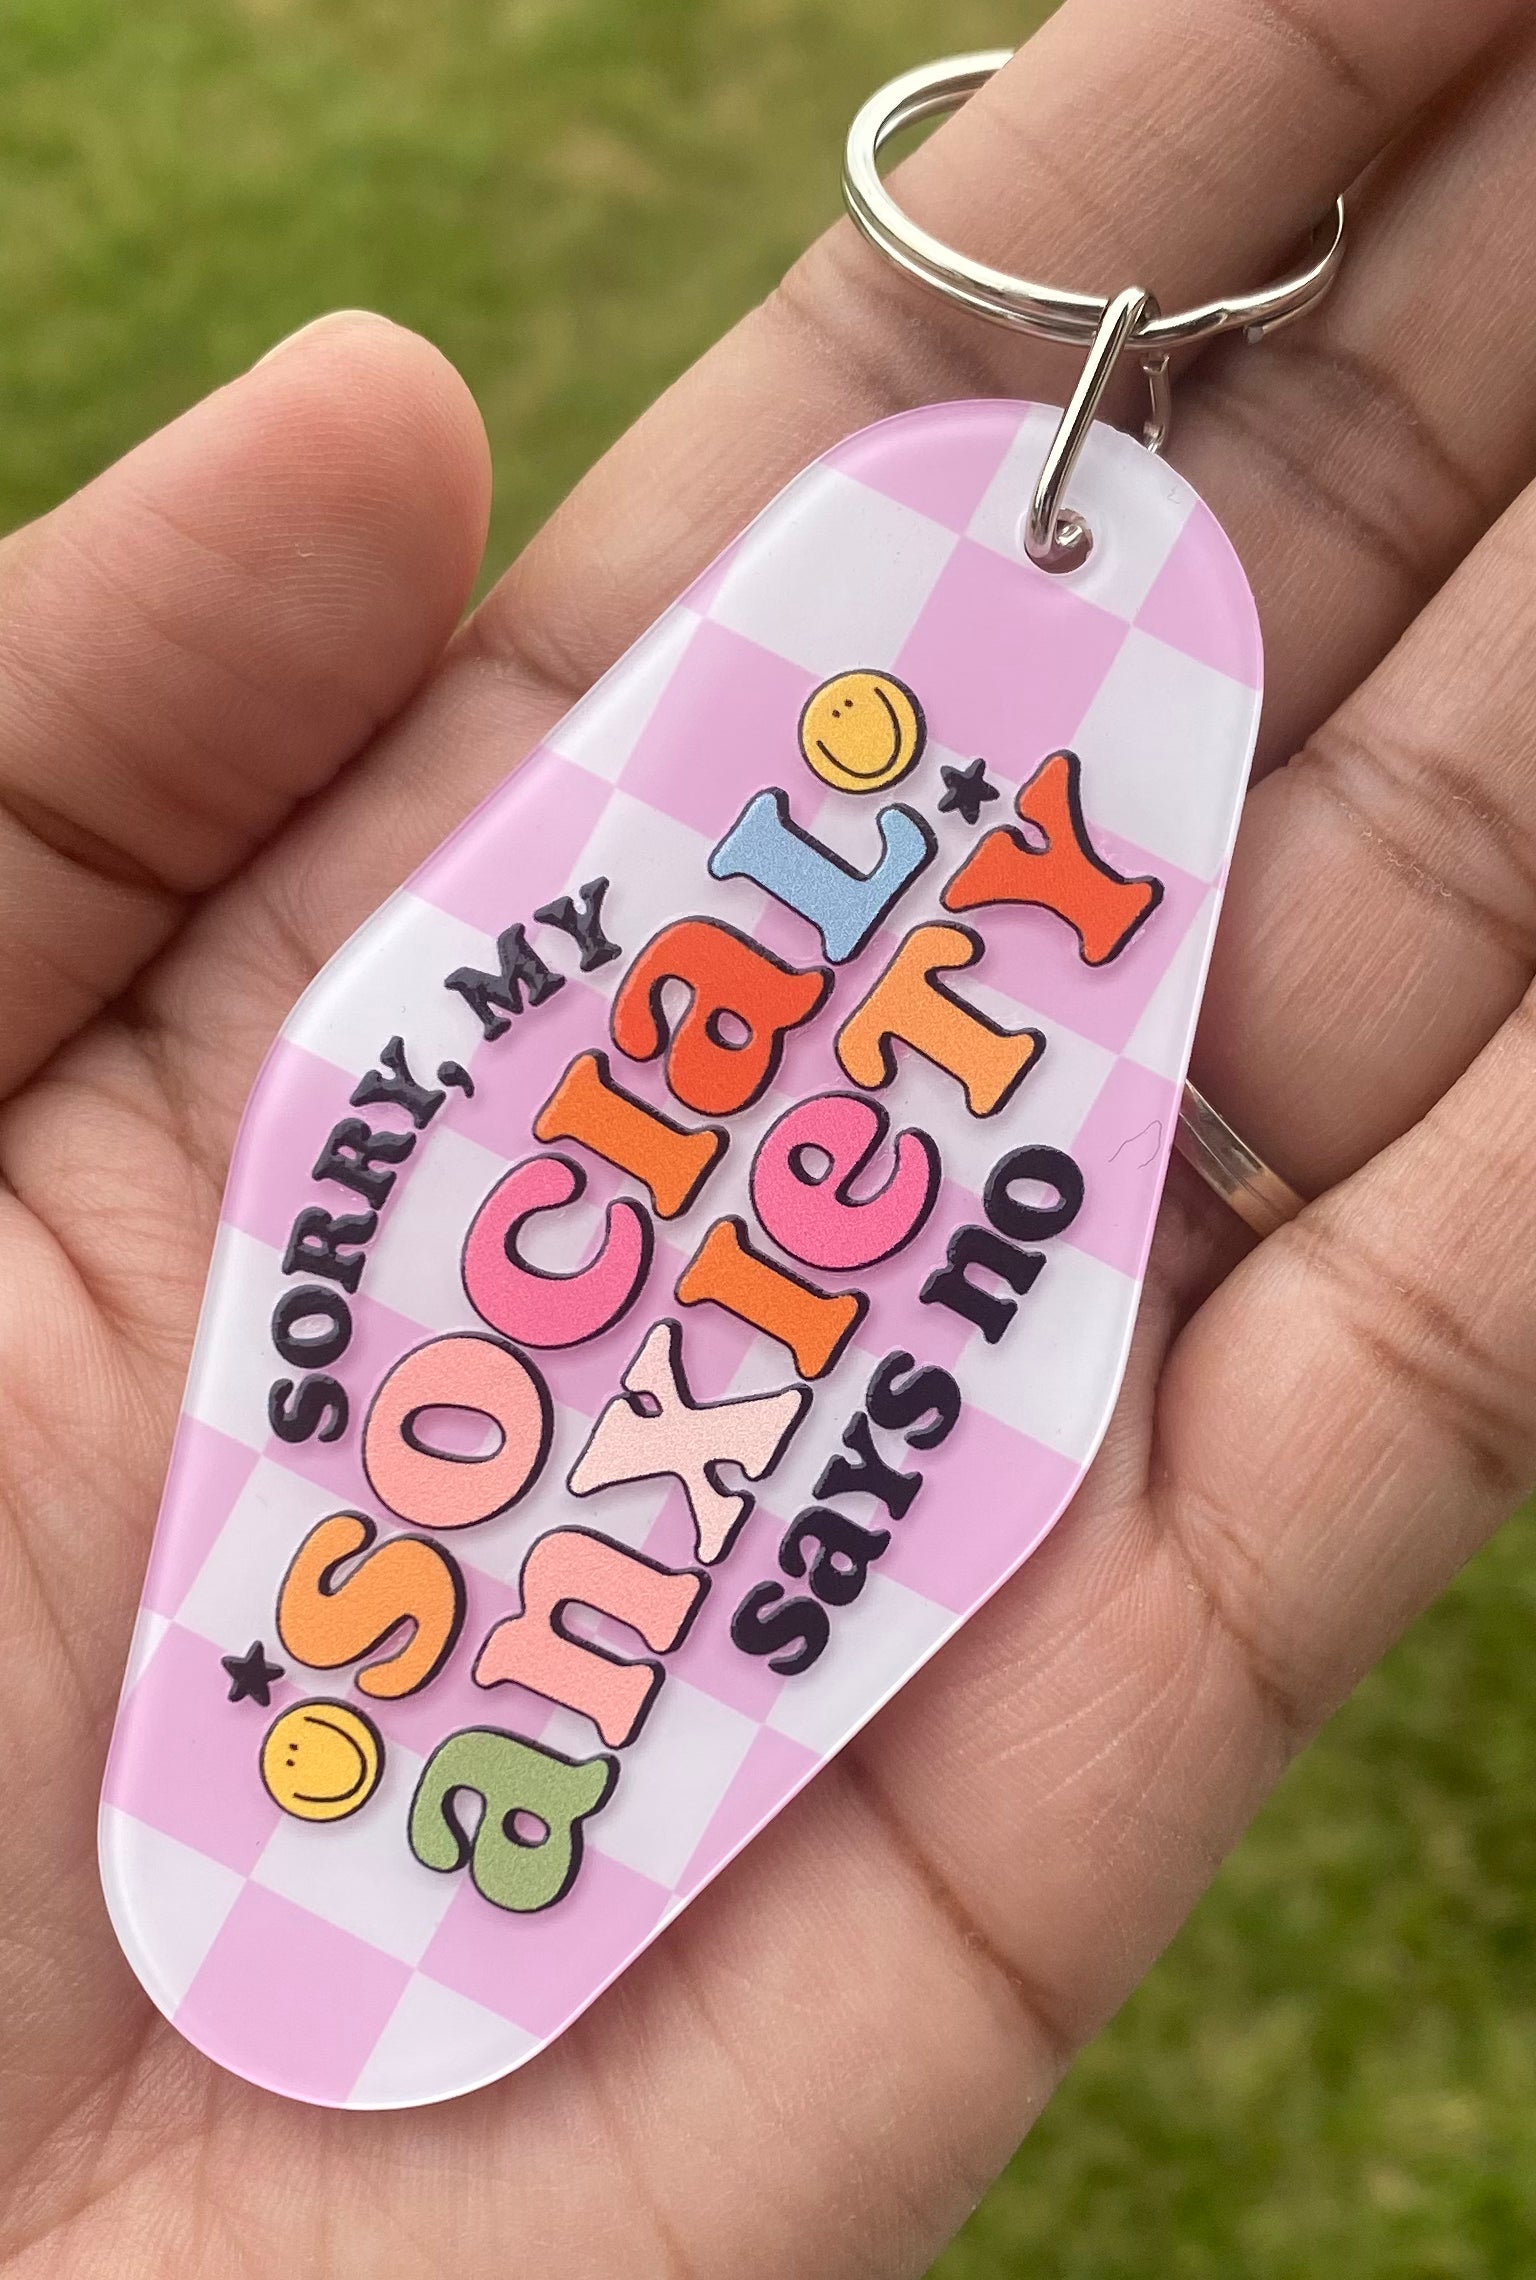 SORRY, MY
SOCIAL
anxIeTY
says no